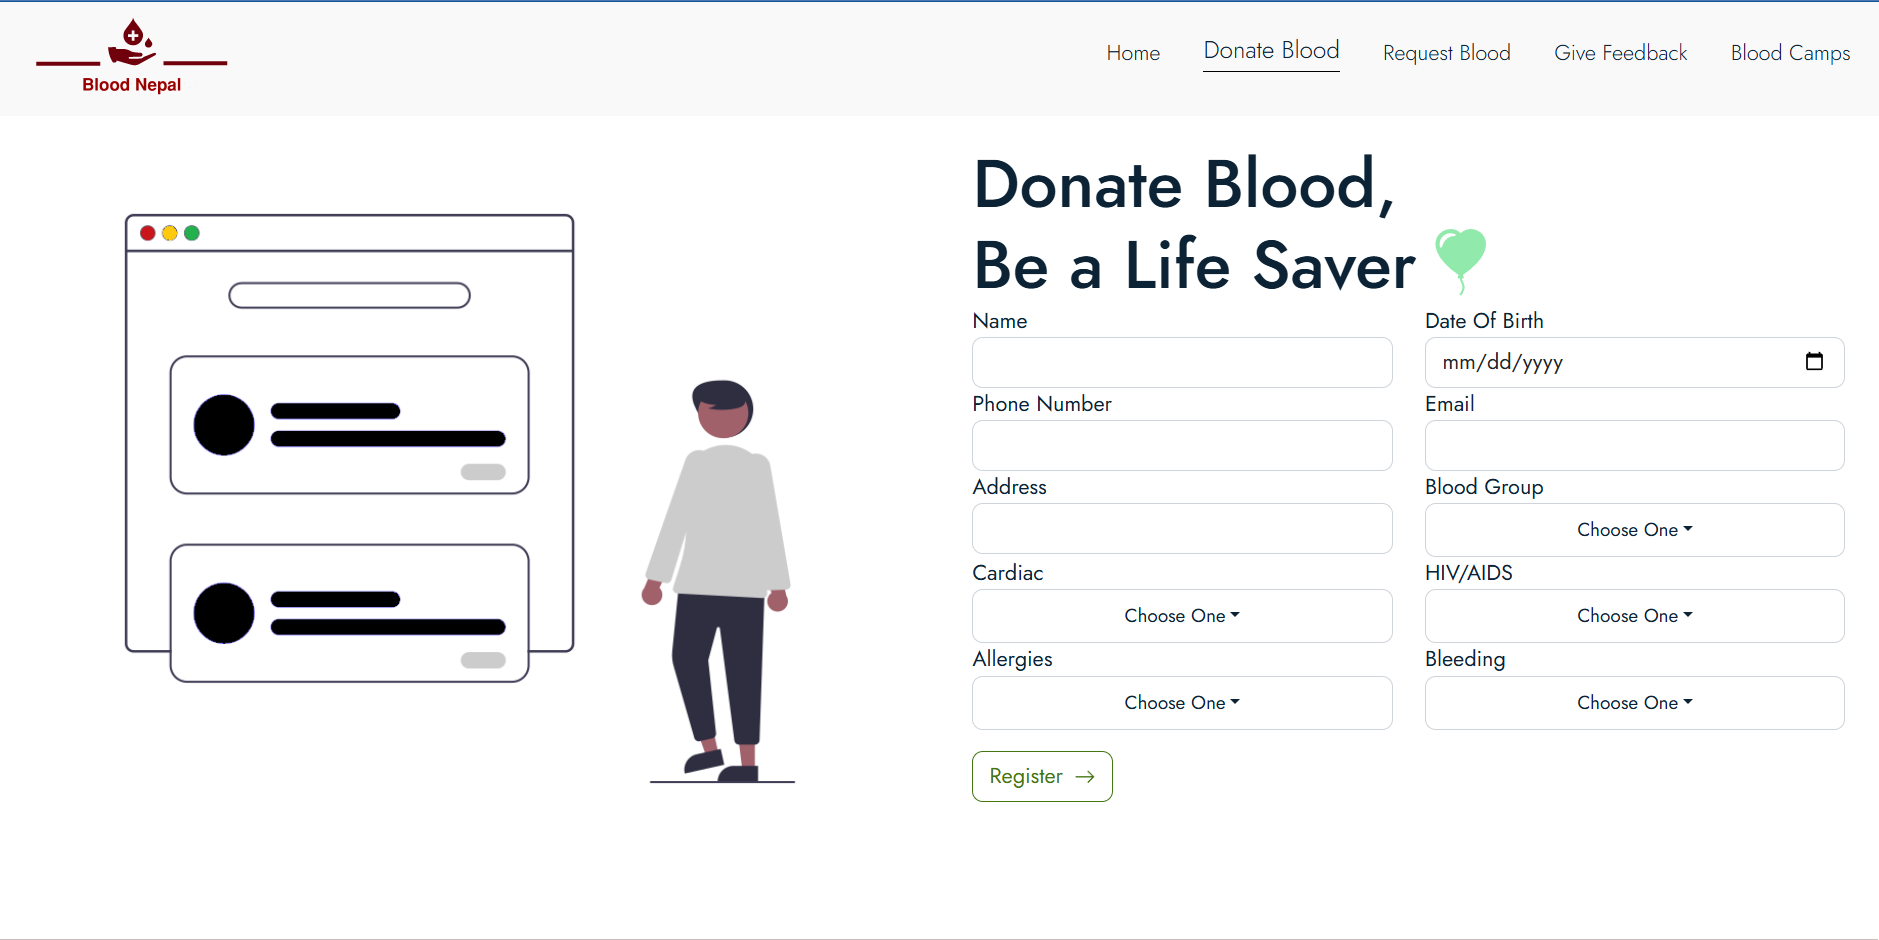 Blood Nepal
Home Donate Blood Request Blood Give Feedback Blood Camps
Donate Blood,
Be a Life Saver
Name Date Of Birth
mm/dd/yyyy
Phone Number Email
Address Blood Group
Choose One
Cardiac HIV/AIDS
Choose One Choose One
Allergies Bleeding
Choose One Choose One
Register